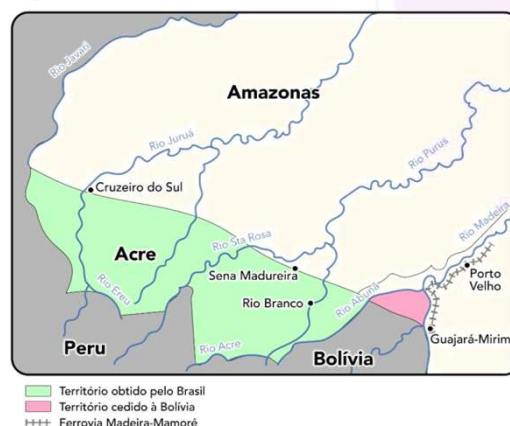 Rio Javari
Amazonas
Rio Juruá
Rio Purus
Cruzeiro do Sul
Rio Madeira
Acre
Rio Sta Rosa
Sena Madureira
Porto
Velho
Rio Ereu
Rio Branco
Rio Abunã
Guajará-Mirim
Peru
Rio Acre
Bolívia
Território obtido pelo Brasil
Território cedido à Bolívia
Ferrovia Madeira-Mamoré